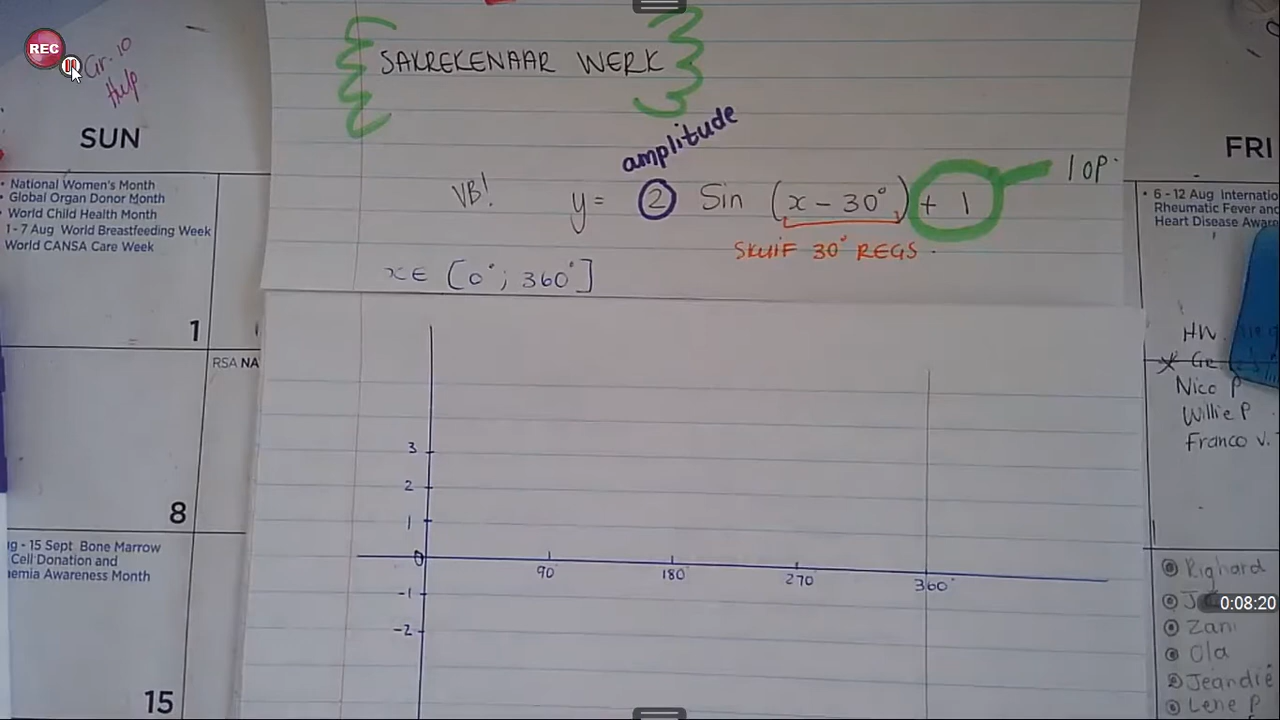 REC
Gr. 10
Help
SAKREKENAAR WERK
amplitude
VB! y = 2 Sin (x - 30°) + 1
1 op
SKUIF 30° REGS
x ∈ [0°; 360°]
SUN
National Women's Month
Global Organ Donor Month
World Child Health Month
1 - 7 Aug World Breastfeeding Week
World CANSA Care Week
1
RSA NA
8
15 Sept Bone Marrow
Cell Donation and
Awareness Month
15
3
2
1
0
-1
-2
90
180
270
360°
FRI
6 - 12 Aug
Rheumatic Fever and
Heart Disease
HW
Nico P
Willie P
Franco v.
Righard
0:08:20
Zani
Ola
Jeandré
Lene P